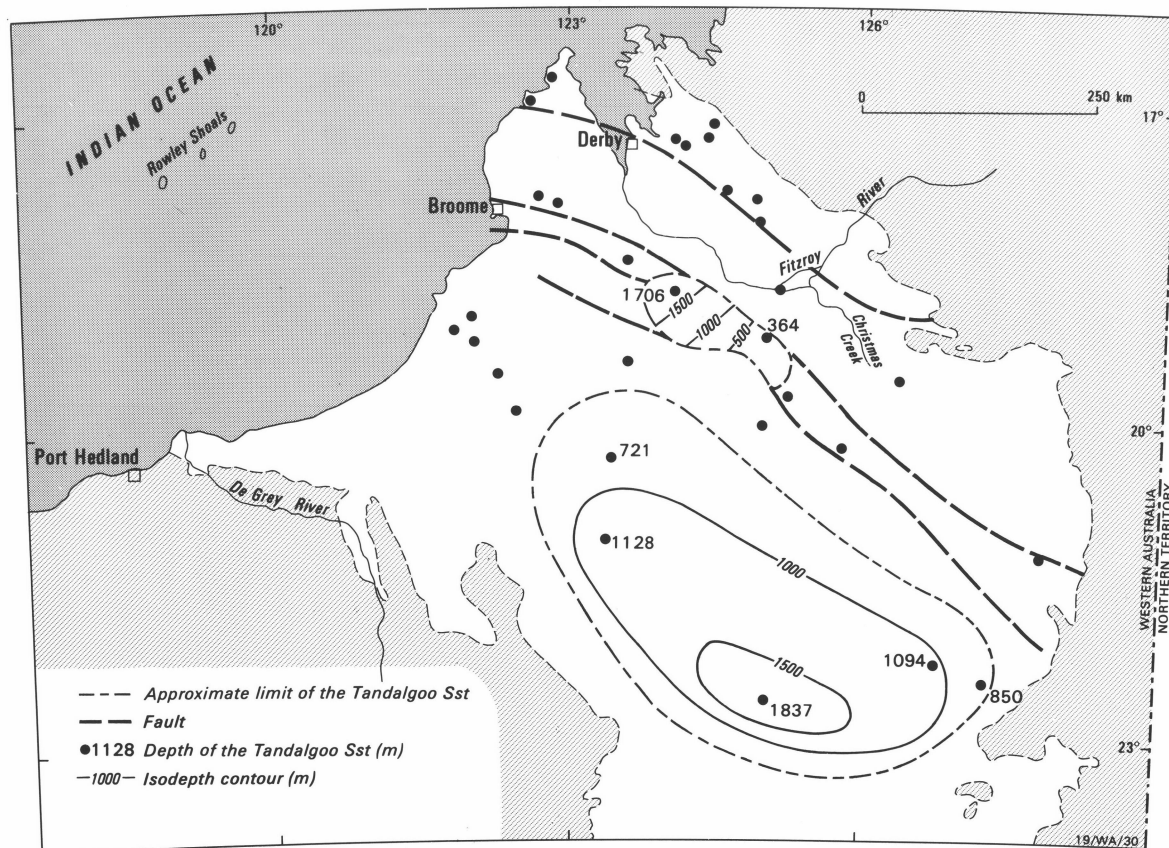 120°
123°
126°
INDIAN OCEAN
Rowley Shoals
0
250 km
17°
Derby
River
Broome
Fitzroy
1706
1500
1000
500
364
Christmas
Creek
20°
Port Hedland
De Grey River
721
1128
1000
1094
1500
850
1837
WESTERN AUSTRALIA
NORTHERN TERRITORY
23°
Approximate limit of the Tandalgoo Sst
Fault
1128 Depth of the Tandalgoo Sst (m)
1000 Isodepth contour (m)
19/WA/30